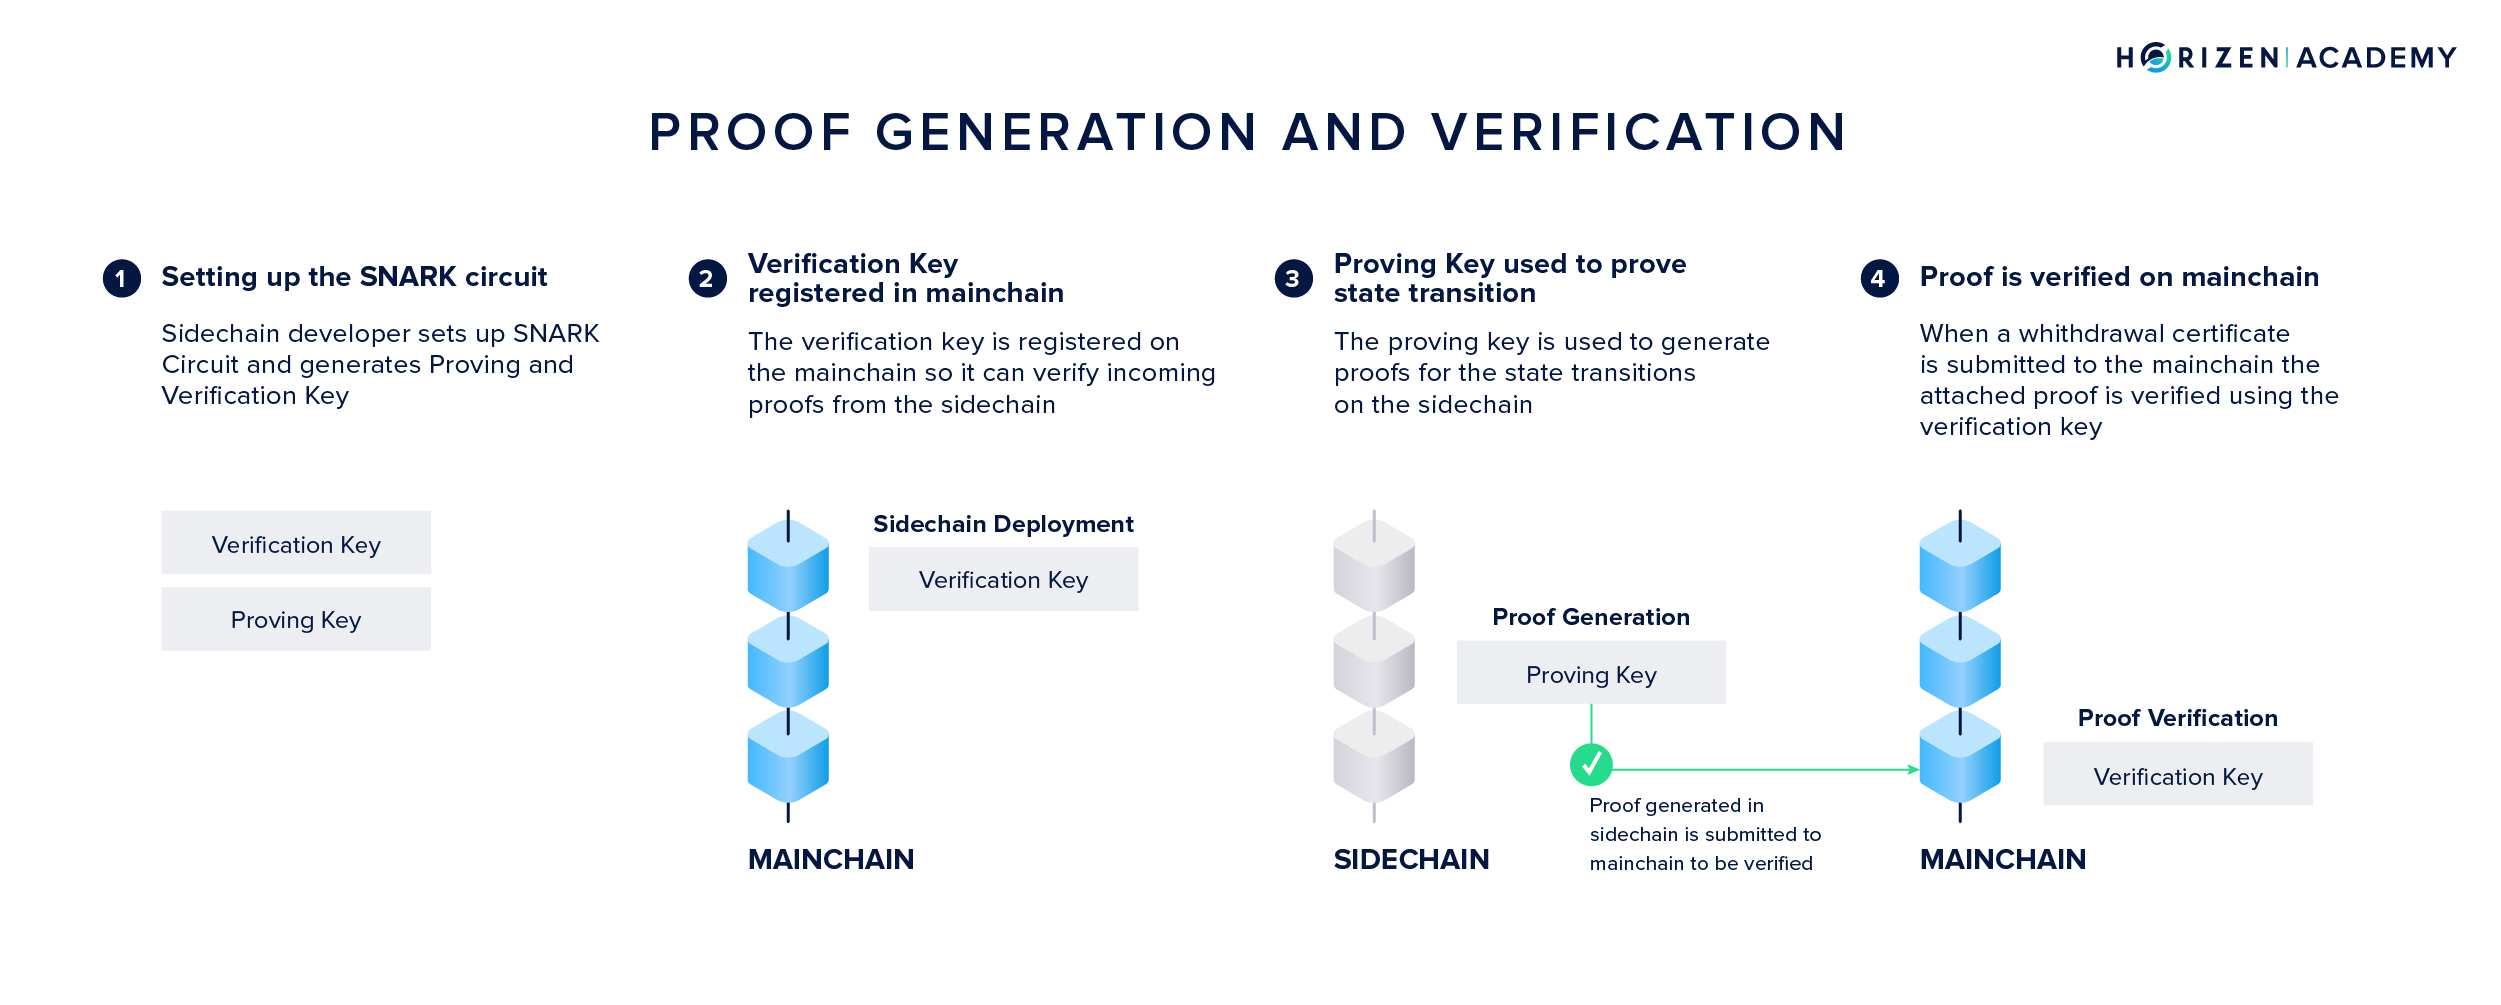 HORIZEN | ACADEMY
PROOF GENERATION AND VERIFICATION
1
Setting up the SNARK circuit
Sidechain developer sets up SNARK
Circuit and generates Proving and
Verification Key
Verification Key
Proving Key
2
Verification Key
registered in mainchain
The verification key is registered on
the mainchain so it can verify incoming
proofs from the sidechain
Sidechain Deployment
Verification Key
MAINCHAIN
3
Proving Key used to prove
state transition
The proving key is used to generate
proofs for the state transitions
on the sidechain
Proof Generation
Proving Key
Proof generated in
sidechain is submitted to
mainchain to be verified
SIDECHAIN
4
Proof is verified on mainchain
When a whithdrawal certificate
is submitted to the mainchain the
attached proof is verified using the
verification key
Proof Verification
Verification Key
MAINCHAIN